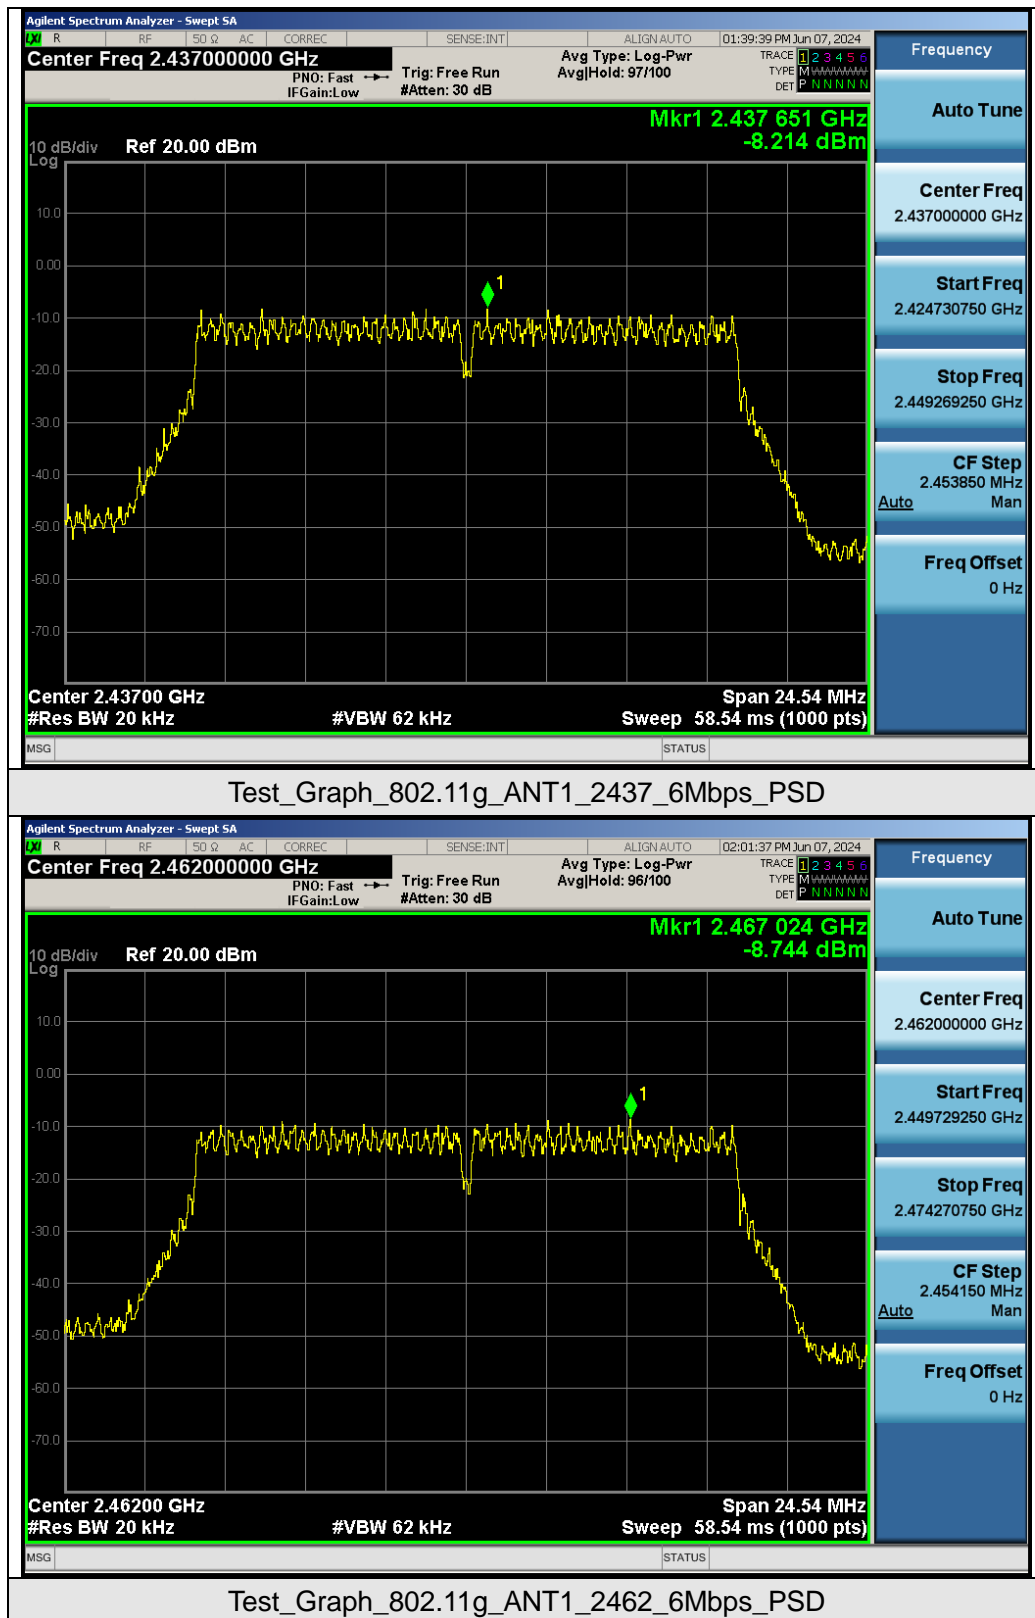 Agilent Spectrum Analyzer - Swept SA
LXI R RF 50 Ω AC CORREC SENSE:INT ALIGN AUTO 01:39:39 PM Jun 07, 2024
Center Freq 2.437000000 GHz
PNO: Fast
IFGain:Low
Trig: Free Run
#Atten: 30 dB
Avg Type: Log-Pwr
Avg|Hold: 97/100
TRACE 1 2 3 4 5 6
TYPE M WWWWW
DET P N N N N N
Mkr1 2.437 651 GHz
-8.214 dBm
10 dB/div Ref 20.00 dBm
Log
10.0
0.00
-10.0
-20.0
-30.0
-40.0
-50.0
-60.0
-70.0
1
Center 2.43700 GHz Span 24.54 MHz
#Res BW 20 kHz #VBW 62 kHz Sweep 58.54 ms (1000 pts)
MSG STATUS
Frequency
Auto Tune
Center Freq
2.437000000 GHz
Start Freq
2.424730750 GHz
Stop Freq
2.449269250 GHz
CF Step
2.453850 MHz
Auto Man
Freq Offset
0 Hz
Test_Graph_802.11g_ANT1_2437_6Mbps_PSD
Agilent Spectrum Analyzer - Swept SA
LXI R RF 50 Ω AC CORREC SENSE:INT ALIGN AUTO 02:01:37 PM Jun 07, 2024
Center Freq 2.462000000 GHz
PNO: Fast
IFGain:Low
Trig: Free Run
#Atten: 30 dB
Avg Type: Log-Pwr
Avg|Hold: 96/100
TRACE 1 2 3 4 5 6
TYPE M WWWWW
DET P N N N N N
Mkr1 2.467 024 GHz
-8.744 dBm
10 dB/div Ref 20.00 dBm
Log
10.0
0.00
-10.0
-20.0
-30.0
-40.0
-50.0
-60.0
-70.0
1
Center 2.46200 GHz Span 24.54 MHz
#Res BW 20 kHz #VBW 62 kHz Sweep 58.54 ms (1000 pts)
MSG STATUS
Frequency
Auto Tune
Center Freq
2.462000000 GHz
Start Freq
2.449729250 GHz
Stop Freq
2.474270750 GHz
CF Step
2.454150 MHz
Auto Man
Freq Offset
0 Hz
Test_Graph_802.11g_ANT1_2462_6Mbps_PSD